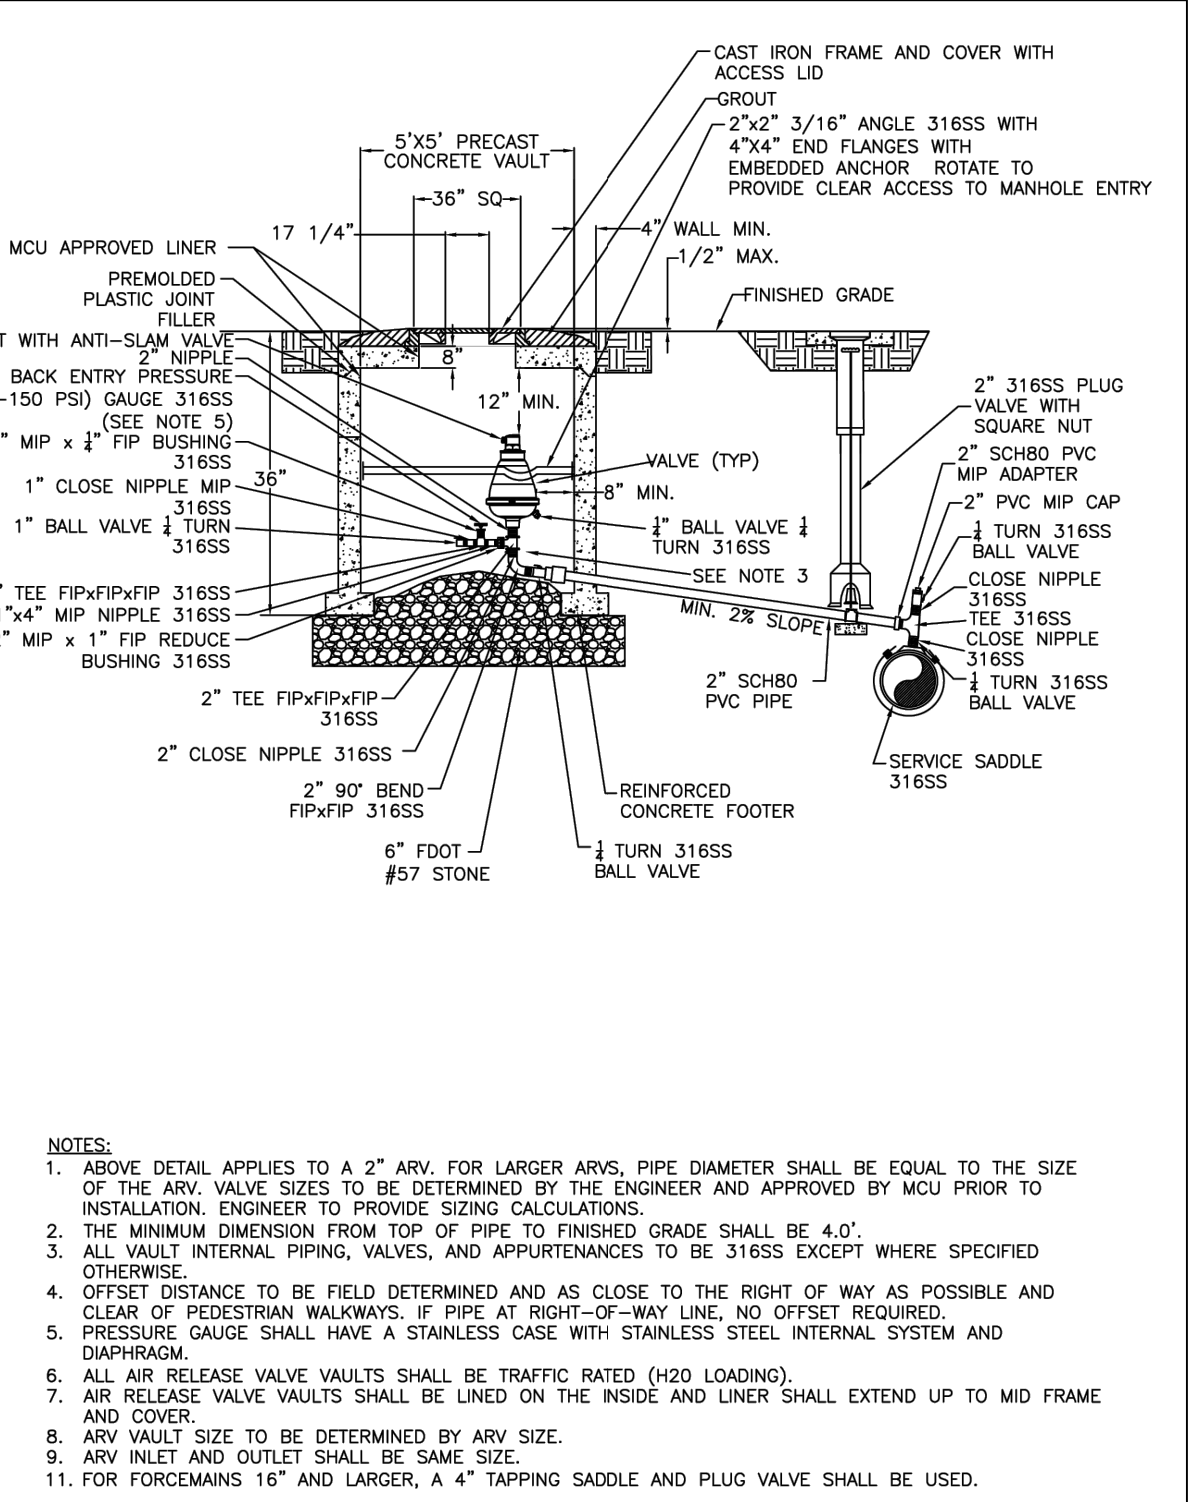 CAST IRON FRAME AND COVER WITH
ACCESS LID
GROUT
2”x2” 3/16” ANGLE 316SS WITH
4”X4” END FLANGES WITH
EMBEDDED ANCHOR ROTATE TO
PROVIDE CLEAR ACCESS TO MANHOLE ENTRY
5’X5’ PRECAST
CONCRETE VAULT
36” SQ
17 1/4”
4” WALL MIN.
1/2” MAX.
FINISHED GRADE
MCU APPROVED LINER
PREMOLDED
PLASTIC JOINT
FILLER
WITH ANTI-SLAM VALVE
2” NIPPLE
BACK ENTRY PRESSURE
-150 PSI) GAUGE 316SS
(SEE NOTE 5)
” MIP x 1/4” FIP BUSHING
316SS
1” CLOSE NIPPLE MIP
316SS
1” BALL VALVE 1/4 TURN
316SS
” TEE FIPxFIPxFIP 316SS
1”x4” MIP NIPPLE 316SS
” MIP x 1” FIP REDUCE
BUSHING 316SS
36”
8”
12” MIN.
VALVE (TYP)
8” MIN.
1/4” BALL VALVE 1/4
TURN 316SS
SEE NOTE 3
MIN. 2% SLOPE
2” 316SS PLUG
VALVE WITH
SQUARE NUT
2” SCH80 PVC
MIP ADAPTER
2” PVC MIP CAP
1/4 TURN 316SS
BALL VALVE
CLOSE NIPPLE
316SS
TEE 316SS
CLOSE NIPPLE
316SS
1/4 TURN 316SS
BALL VALVE
2” SCH80
PVC PIPE
SERVICE SADDLE
316SS
2” TEE FIPxFIPxFIP
316SS
2” CLOSE NIPPLE 316SS
2” 90° BEND
FIPxFIP 316SS
6” FDOT
#57 STONE
REINFORCED
CONCRETE FOOTER
1/4 TURN 316SS
BALL VALVE
NOTES:
1. ABOVE DETAIL APPLIES TO A 2” ARV. FOR LARGER ARVS, PIPE DIAMETER SHALL BE EQUAL TO THE SIZE
OF THE ARV. VALVE SIZES TO BE DETERMINED BY THE ENGINEER AND APPROVED BY MCU PRIOR TO
INSTALLATION. ENGINEER TO PROVIDE SIZING CALCULATIONS.
2. THE MINIMUM DIMENSION FROM TOP OF PIPE TO FINISHED GRADE SHALL BE 4.0’.
3. ALL VAULT INTERNAL PIPING, VALVES, AND APPURTENANCES TO BE 316SS EXCEPT WHERE SPECIFIED
OTHERWISE.
4. OFFSET DISTANCE TO BE FIELD DETERMINED AND AS CLOSE TO THE RIGHT OF WAY AS POSSIBLE AND
CLEAR OF PEDESTRIAN WALKWAYS. IF PIPE AT RIGHT-OF-WAY LINE, NO OFFSET REQUIRED.
5. PRESSURE GAUGE SHALL HAVE A STAINLESS CASE WITH STAINLESS STEEL INTERNAL SYSTEM AND
DIAPHRAGM.
6. ALL AIR RELEASE VALVE VAULTS SHALL BE TRAFFIC RATED (H20 LOADING).
7. AIR RELEASE VALVE VAULTS SHALL BE LINED ON THE INSIDE AND LINER SHALL EXTEND UP TO MID FRAME
AND COVER.
8. ARV VAULT SIZE TO BE DETERMINED BY ARV SIZE.
9. ARV INLET AND OUTLET SHALL BE SAME SIZE.
11. FOR FORCEMAINS 16” AND LARGER, A 4” TAPPING SADDLE AND PLUG VALVE SHALL BE USED.